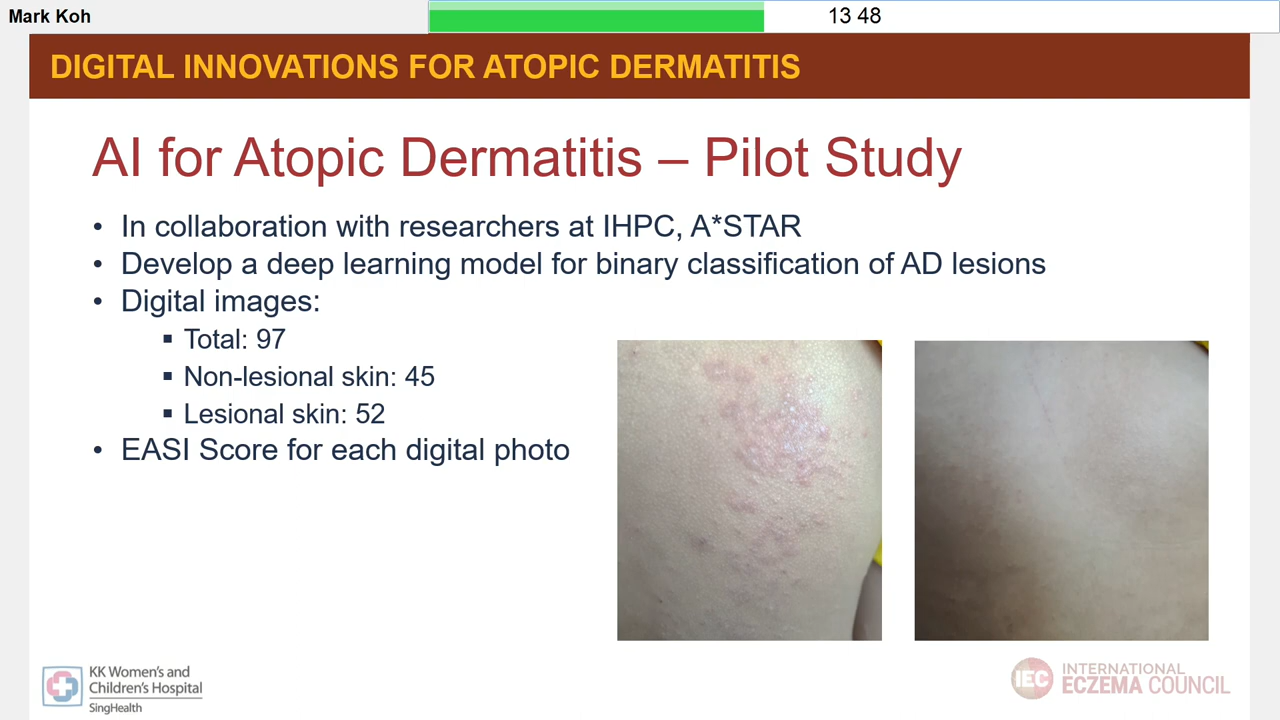 Mark Koh
13 48
DIGITAL INNOVATIONS FOR ATOPIC DERMATITIS
AI for Atopic Dermatitis – Pilot Study
• In collaboration with researchers at IHPC, A*STAR
• Develop a deep learning model for binary classification of AD lesions
• Digital images:
▪ Total: 97
▪ Non-lesional skin: 45
▪ Lesional skin: 52
• EASI Score for each digital photo
KK Women's and
Children's Hospital
SingHealth
IEC
INTERNATIONAL
ECZEMA COUNCIL